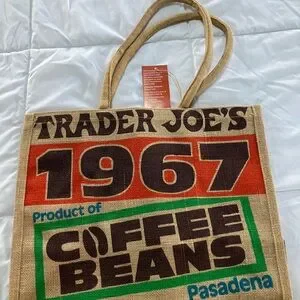 TRADER JOE'S
1967
Product of
COFFEE
BEANS
Pasadena